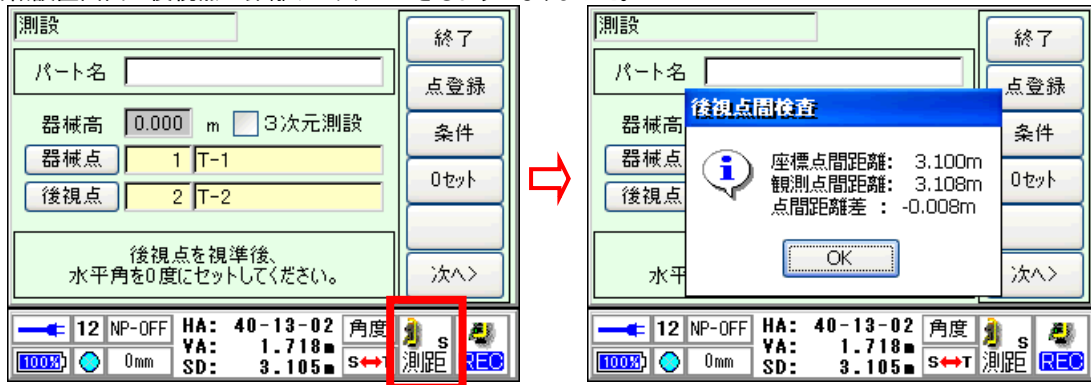 測設
終了
パート名
点登録
器械高 0.000 m 3次元測設
条件
器械点 1 T-1
0セット
後視点 2 T-2
後視点を視準後、
水平角を0度にセットしてください。
次へ>
12 NP-OFF HA: 40-13-02 角度 S
VA: 1.718m
100% 0mm SD: 3.105m S↔T 測距 REC
測設
終了
パート名
点登録
後視点間検査
器械高
条件
座標点間距離: 3.100m
器械点
観測点間距離: 3.108m
0セット
後視点
点間距離差 : -0.008m
OK
水平
次へ>
12 NP-OFF HA: 40-13-02 角度 S
VA: 1.718m
100% 0mm SD: 3.105m S↔T 測距 REC